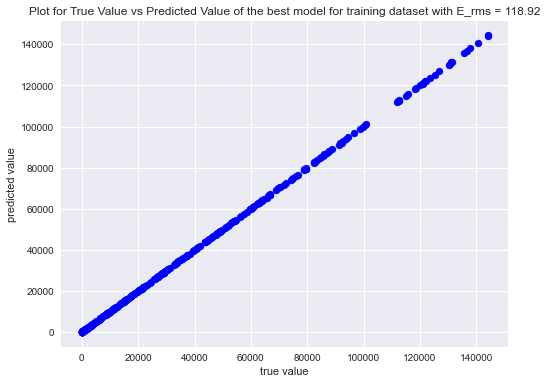 Plot for True Value vs Predicted Value of the best model for training dataset with E_rms = 118.92
140000
120000
100000
80000
60000
40000
20000
0
predicted value
0 20000 40000 60000 80000 100000 120000 140000
true value